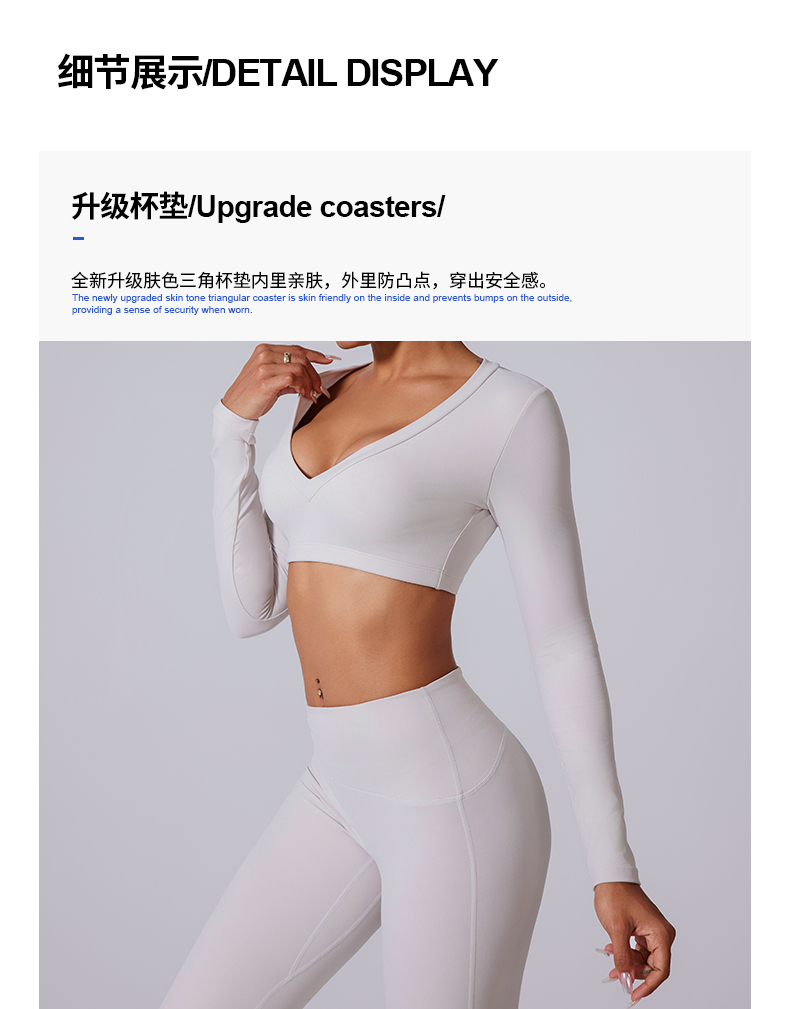 细节展示/DETAIL DISPLAY
升级杯垫/Upgrade coasters/
全新升级肤色三角杯垫内里亲肤，外里防凸点，穿出安全感。
The newly upgraded skin tone triangular coaster is skin friendly on the inside and prevents bumps on the outside,
providing a sense of security when worn.